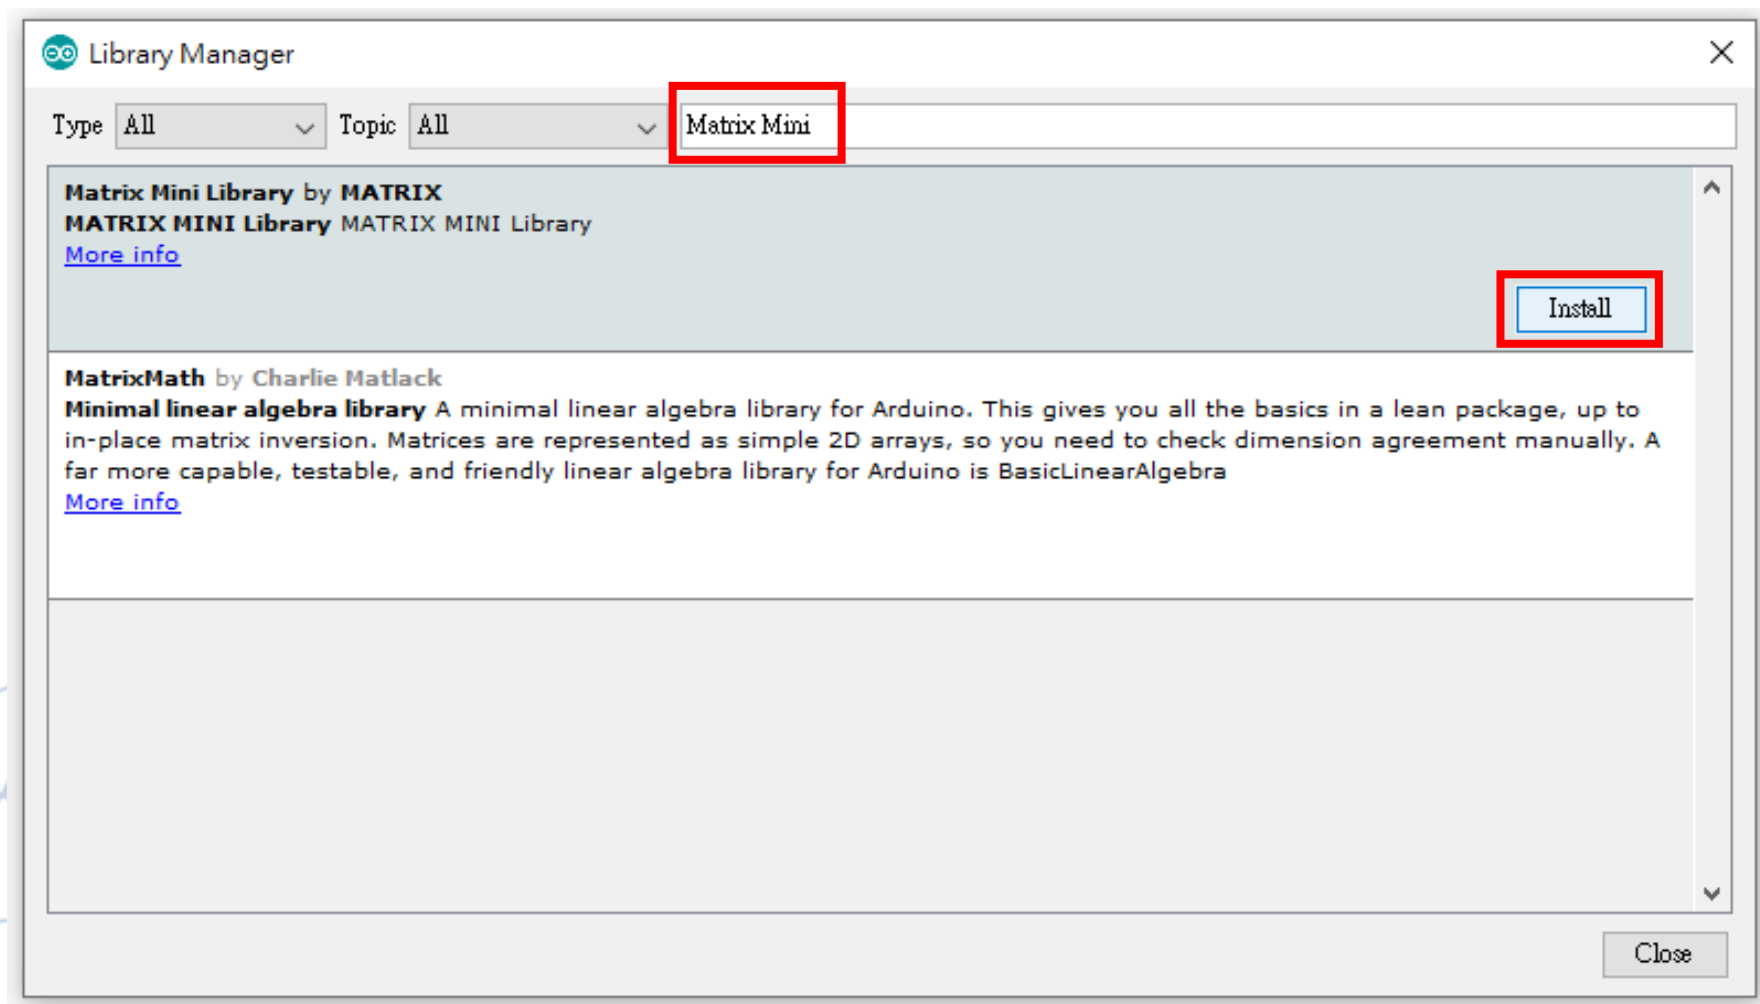 Library Manager
Type All Topic All Matrix Mini
Matrix Mini Library by MATRIX
MATRIX MINI Library MATRIX MINI Library
More info
Install
MatrixMath by Charlie Matlack
Minimal linear algebra library A minimal linear algebra library for Arduino. This gives you all the basics in a lean package, up to
in-place matrix inversion. Matrices are represented as simple 2D arrays, so you need to check dimension agreement manually. A
far more capable, testable, and friendly linear algebra library for Arduino is BasicLinearAlgebra
More info
Close